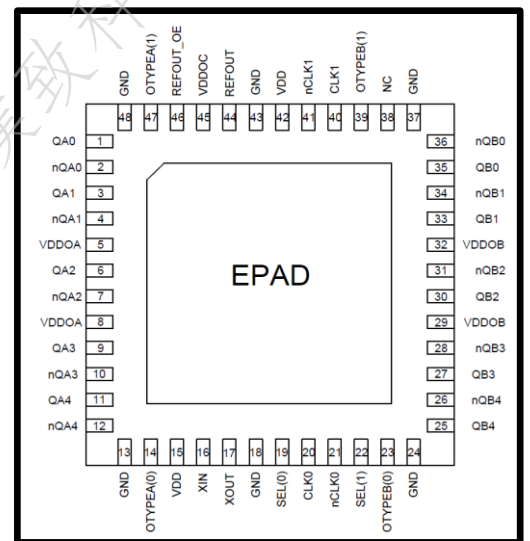 GND OTYPEA(1) REFOUT_OE VDDOC REFOUT GND VDD nCLK1 CLK1 OTYPEB(1) NC GND
48 47 46 45 44 43 42 41 40 39 38 37
QA0 1 36 nQB0
nQA0 2 35 QB0
QA1 3 34 nQB1
nQA1 4 33 QB1
VDDOA 5 32 VDDOB
QA2 6 31 nQB2
EPAD
nQA2 7 30 QB2
VDDOA 8 29 VDDOB
QA3 9 28 nQB3
nQA3 10 27 QB3
QA4 11 26 nQB4
nQA4 12 25 QB4
13 14 15 16 17 18 19 20 21 22 23 24
GND OTYPEA(0) VDD XIN XOUT GND SEL(0) CLK0 nCLK0 SEL(1) OTYPEB(0) GND